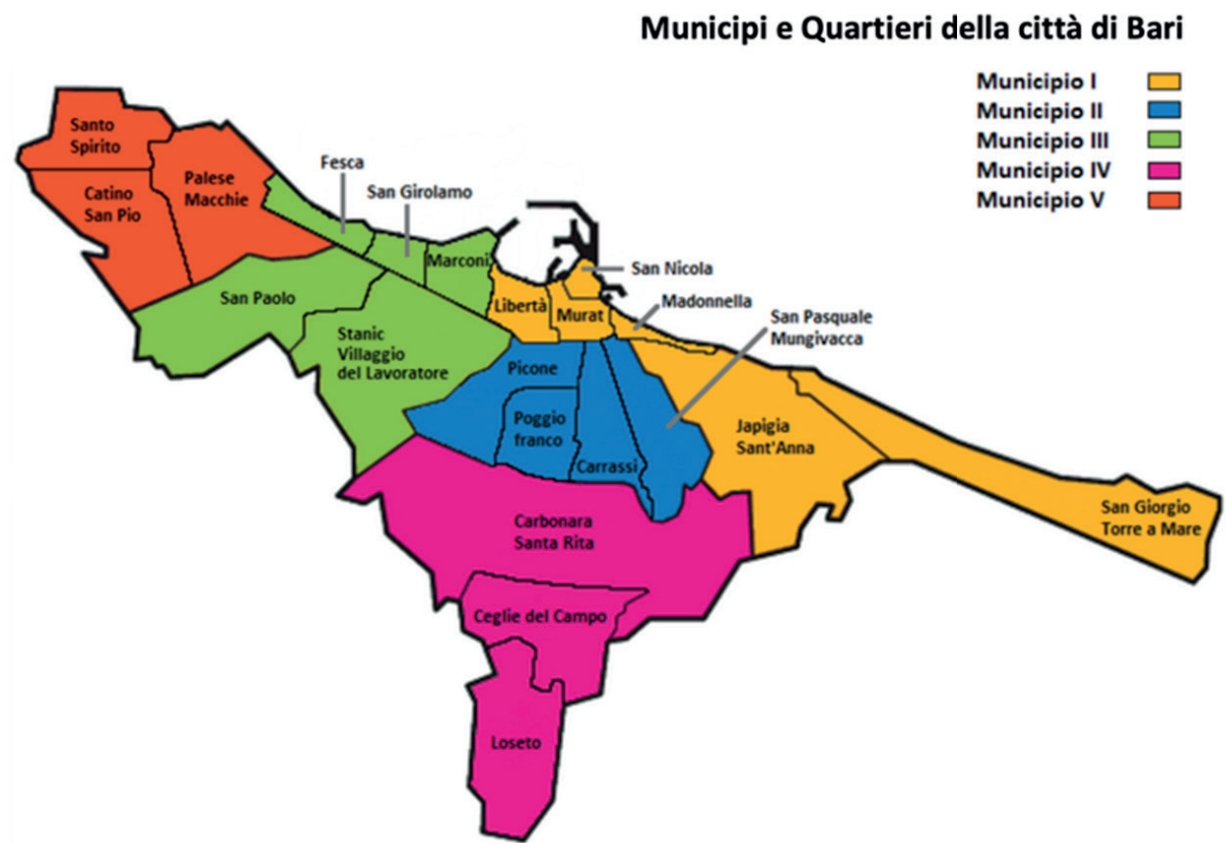 Municipi e Quartieri della città di Bari
Municipio I
Municipio II
Municipio III
Municipio IV
Municipio V
Santo
Spirito
Catino
San Pio
Palese
Macchie
Fesca
San Girolamo
Marconi
San Paolo
Stanic
Villaggio
del Lavoratore
Libertà
Murat
San Nicola
Madonnella
San Pasquale
Mungivacca
Picone
Poggio
franco
Carrassi
Japigia
Sant'Anna
San Giorgio
Torre a Mare
Carbonara
Santa Rita
Ceglie del Campo
Loseto